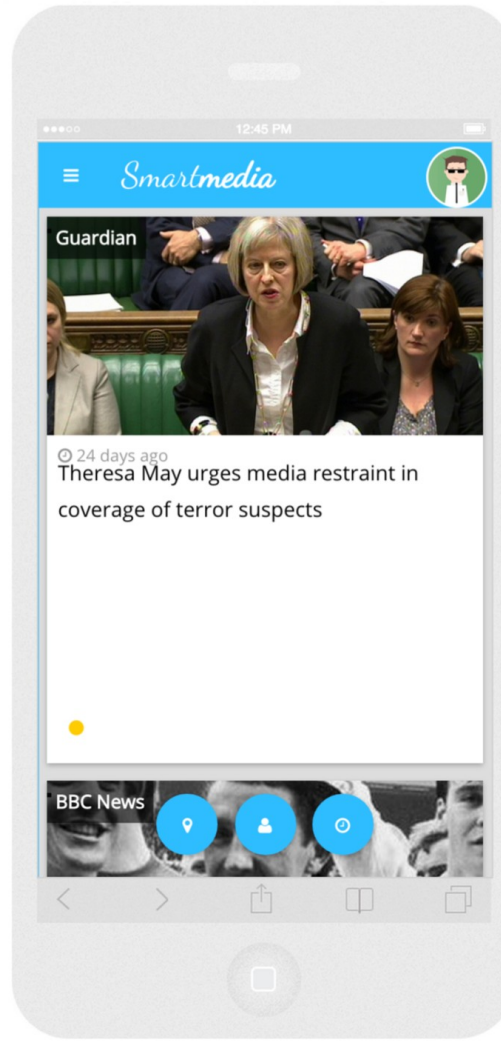 12:45 PM
Smartmedia
Guardian
24 days ago
Theresa May urges media restraint in
coverage of terror suspects
BBC News